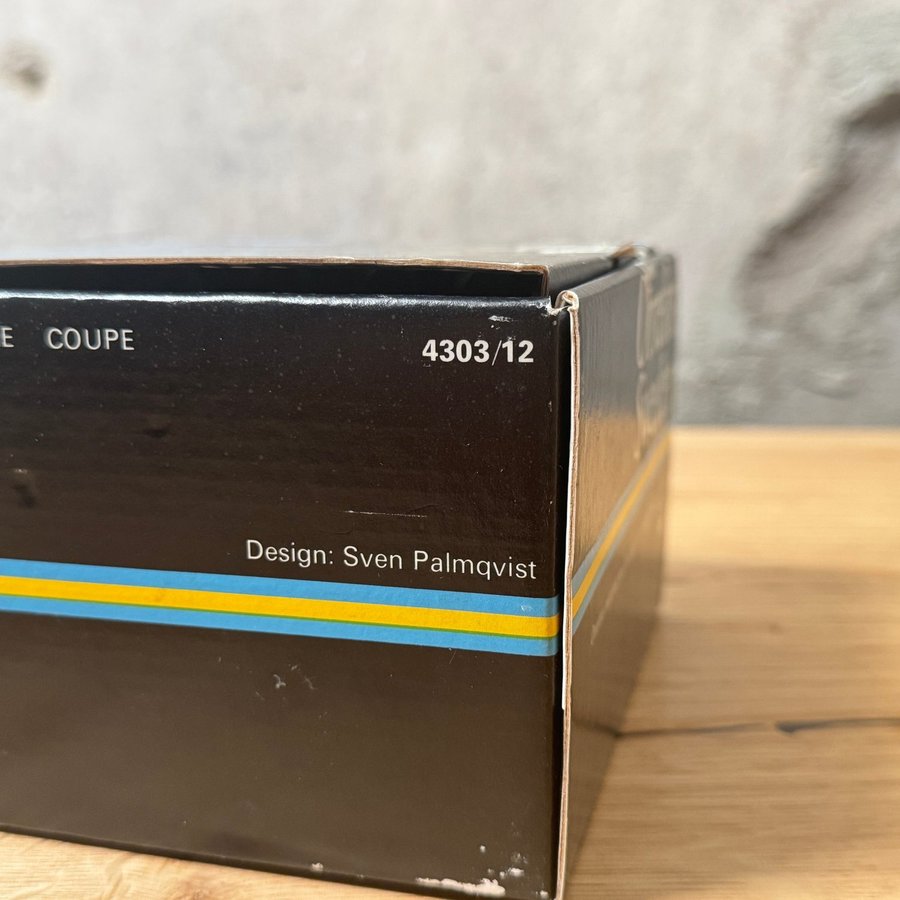 E COUPE 4303/12
Design: Sven Palmqvist